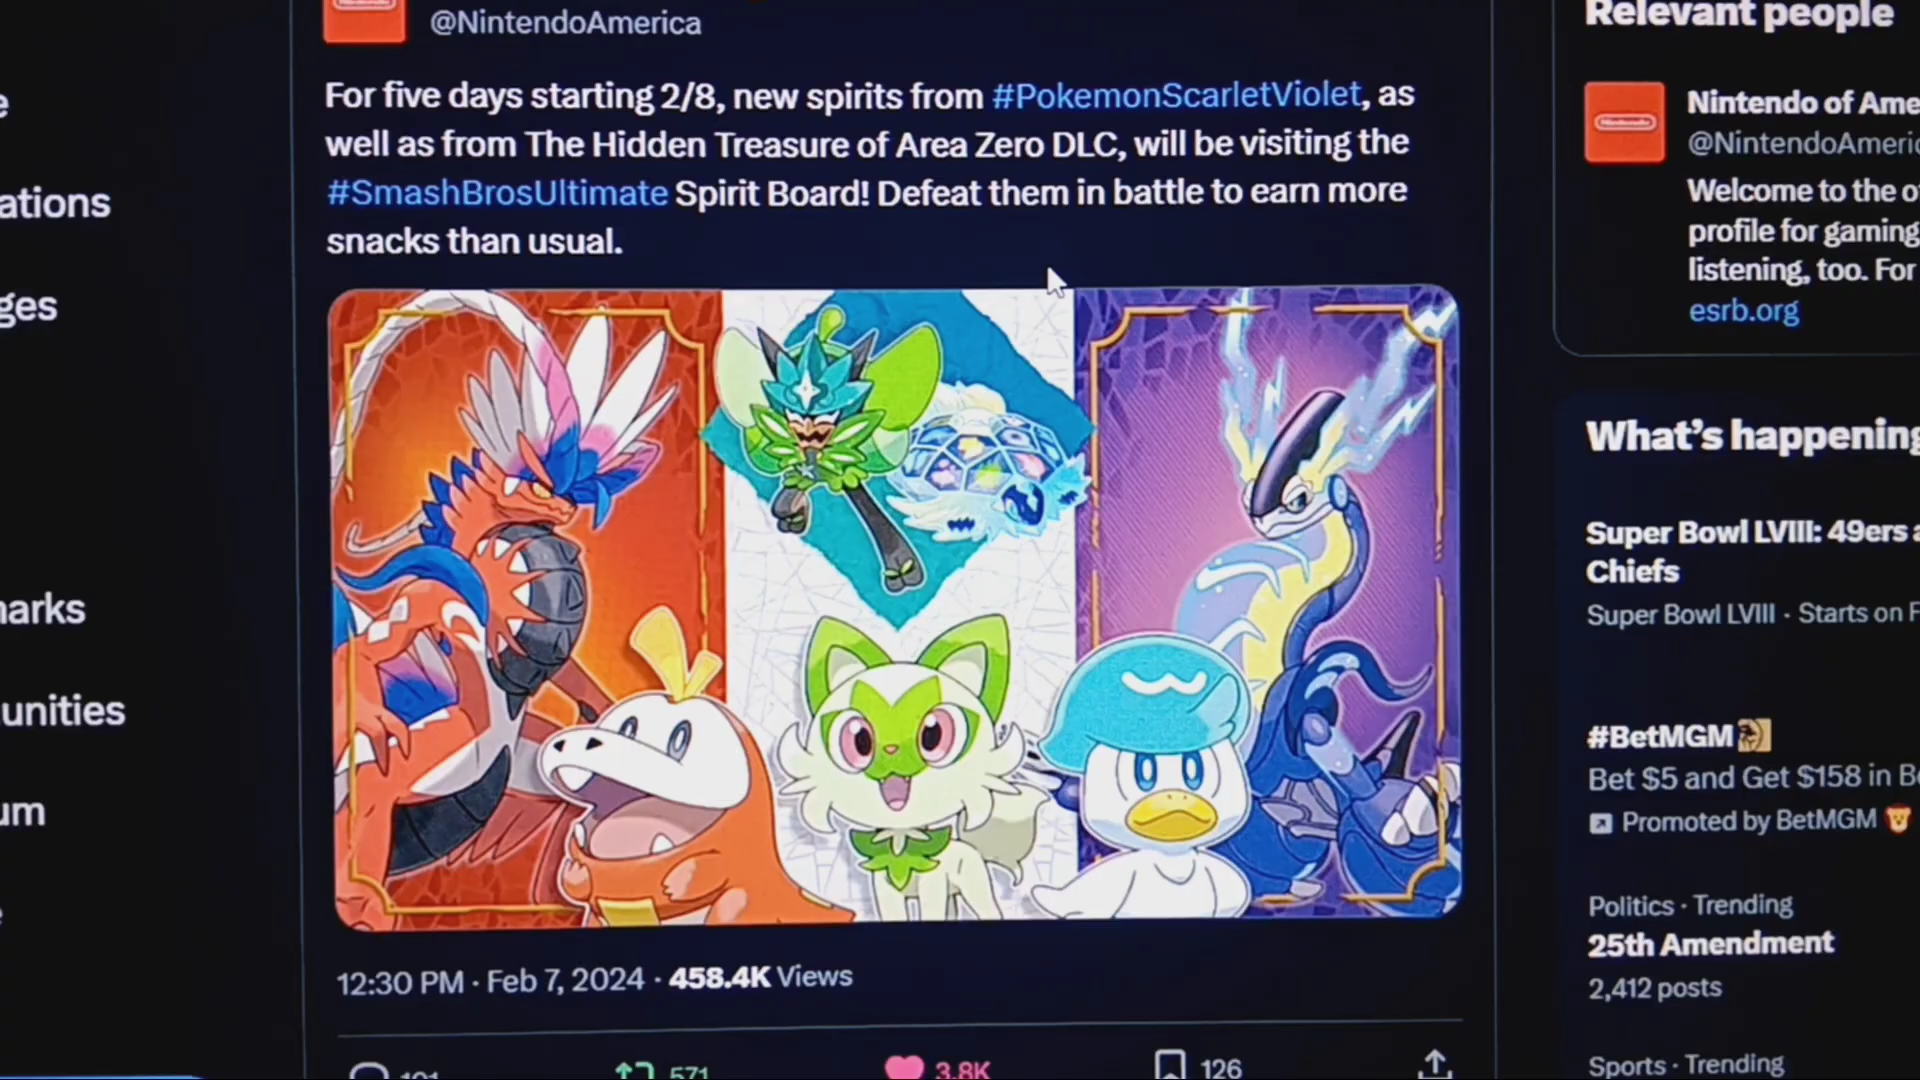 @NintendoAmerica
For five days starting 2/8, new spirits from #PokemonScarletViolet, as
well as from The Hidden Treasure of Area Zero DLC, will be visiting the
#SmashBrosUltimate Spirit Board! Defeat them in battle to earn more
snacks than usual.
12:30 PM · Feb 7, 2024 · 458.4K Views
571
3.8K
126
ations
ges
arks
unities
um
Relevant people
Nintendo
Nintendo of Ame
@NintendoAmeric
Welcome to the o
profile for gaming
listening, too. For
esrb.org
What's happening
Super Bowl LVIII: 49ers a
Chiefs
Super Bowl LVIII · Starts on F
#BetMGM
Bet $5 and Get $158 in B
Promoted by BetMGM
Politics · Trending
25th Amendment
2,412 posts
Sports · Trending